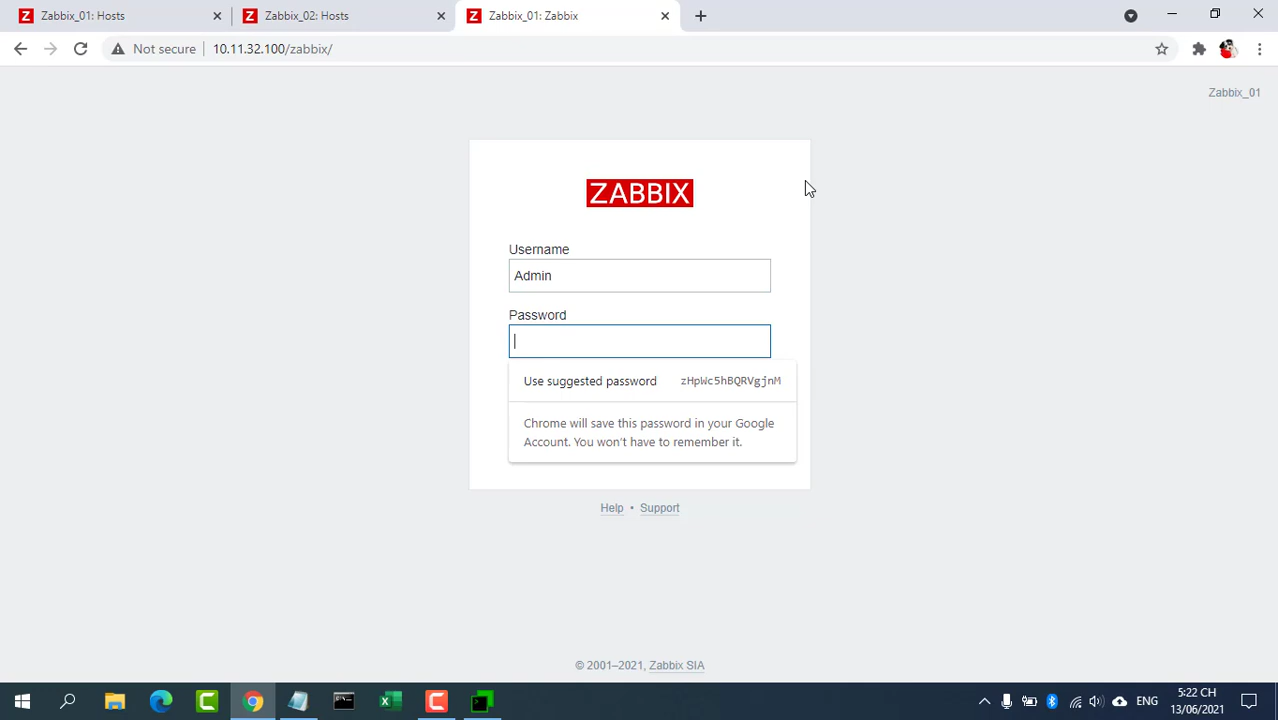 Zabbix_01: Hosts
Zabbix_02: Hosts
Zabbix_01: Zabbix
Not secure
10.11.32.100/zabbix/
Zabbix_01
ZABBIX
Username
Admin
Password
Use suggested password zHpWc5hBQRVgjnM
Chrome will save this password in your Google
Account. You won't have to remember it.
Help • Support
© 2001–2021, Zabbix SIA
ENG
5:22 CH
13/06/2021